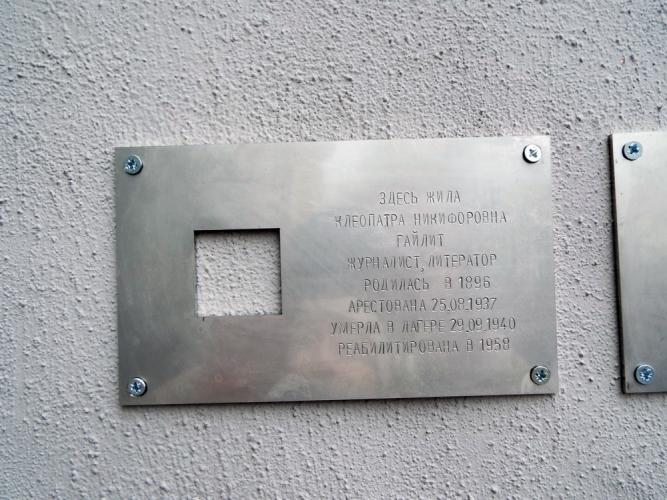 ЗДЕСЬ ЖИЛА
КЛЕОПАТРА НИКИФОРОВНА
ГАЙЛИТ
ЖУРНАЛИСТ, ЛИТЕРАТОР
РОДИЛАСЬ В 1896
АРЕСТОВАНА 25.08.1937
УМЕРЛА В ЛАГЕРЕ 29.09.1940
РЕАБИЛИТИРОВАНА В 1958